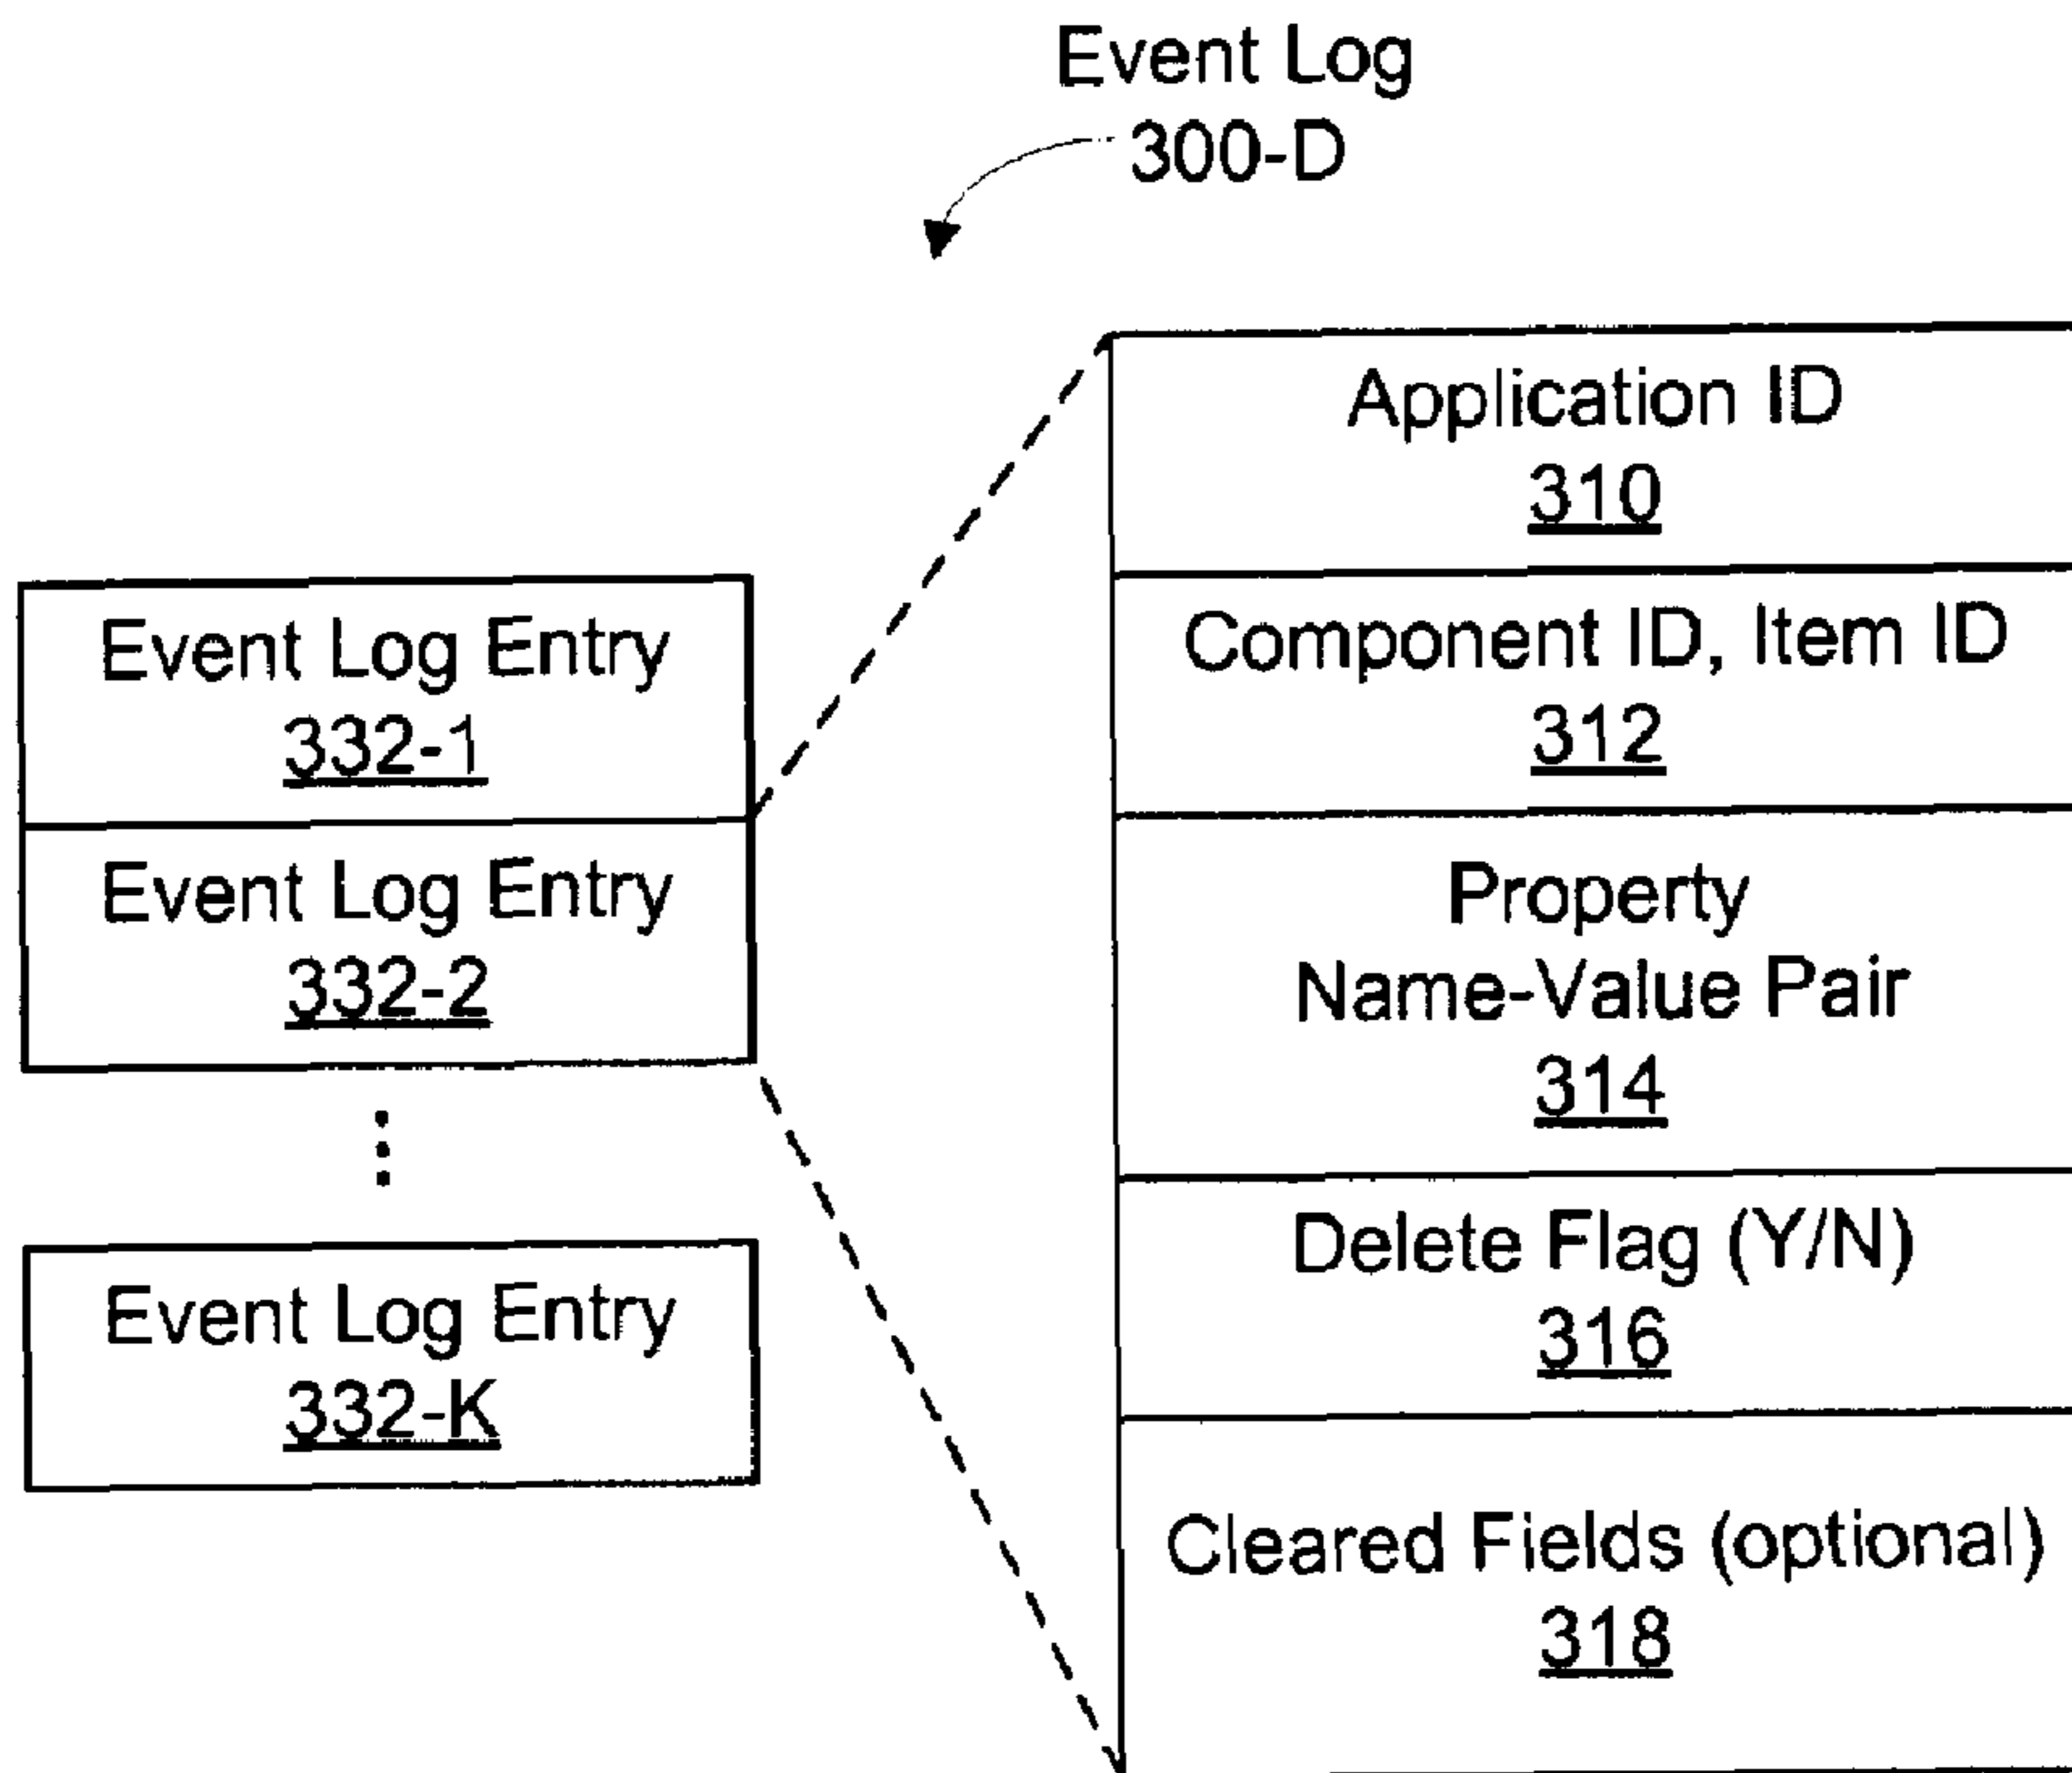 Event Log
300-D
Event Log Entry
332-1
Event Log Entry
332-2
Event Log Entry
332-K
Application ID
310
Component ID, Item ID
312
Property
Name-Value Pair
314
Delete Flag (Y/N)
316
Cleared Fields (optional)
318